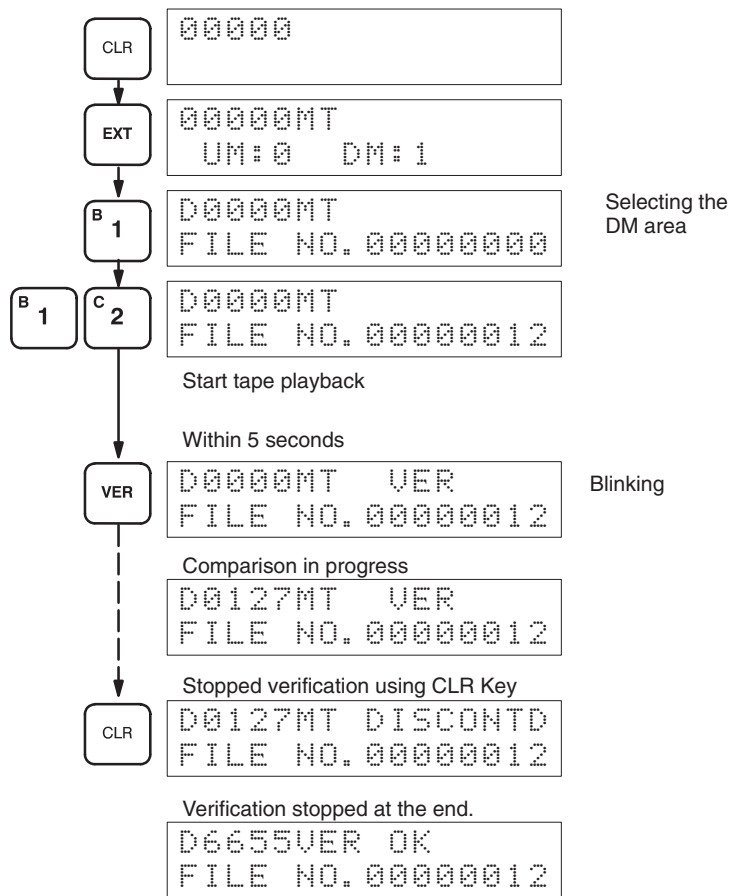 CLR
00000
EXT
00000MT
UM:0 DM:1
B 1
D0000MT
FILE NO.00000000
Selecting the
DM area
B 1
C 2
D0000MT
FILE NO.00000012
Start tape playback
Within 5 seconds
VER
D0000MT VER
FILE NO.00000012
Blinking
Comparison in progress
D0127MT VER
FILE NO.00000012
Stopped verification using CLR Key
CLR
D0127MT DISCONTD
FILE NO.00000012
Verification stopped at the end.
D6655VER OK
FILE NO.00000012